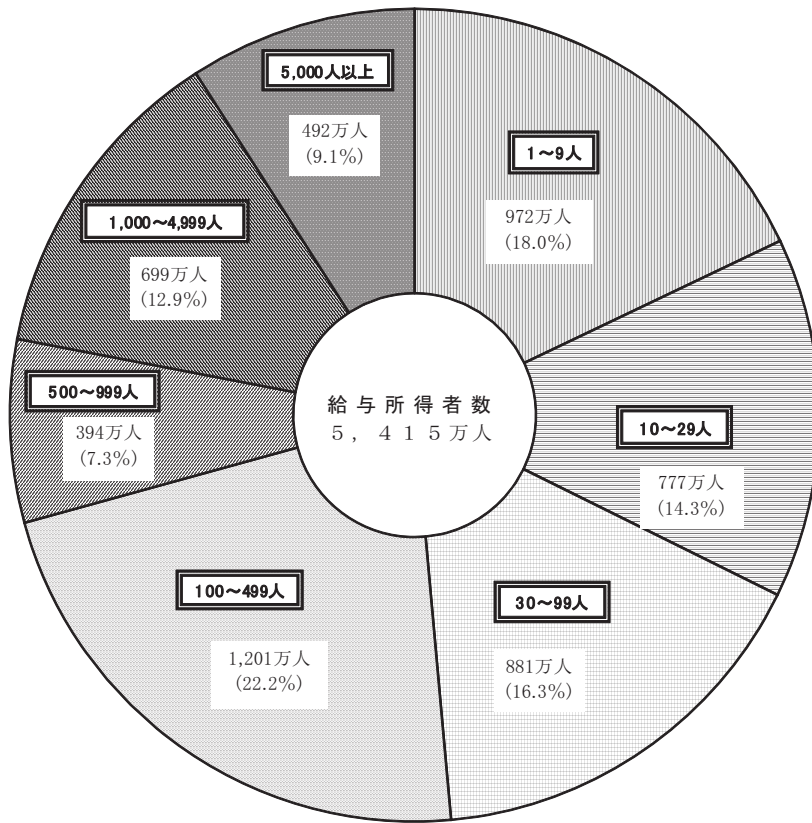 5,000人以上
492万人
(9.1%)
1～9人
972万人
(18.0%)
1,000～4,999人
699万人
(12.9%)
500～999人
394万人
(7.3%)
給与所得者数
5,415万人
10～29人
777万人
(14.3%)
100～499人
1,201万人
(22.2%)
30～99人
881万人
(16.3%)